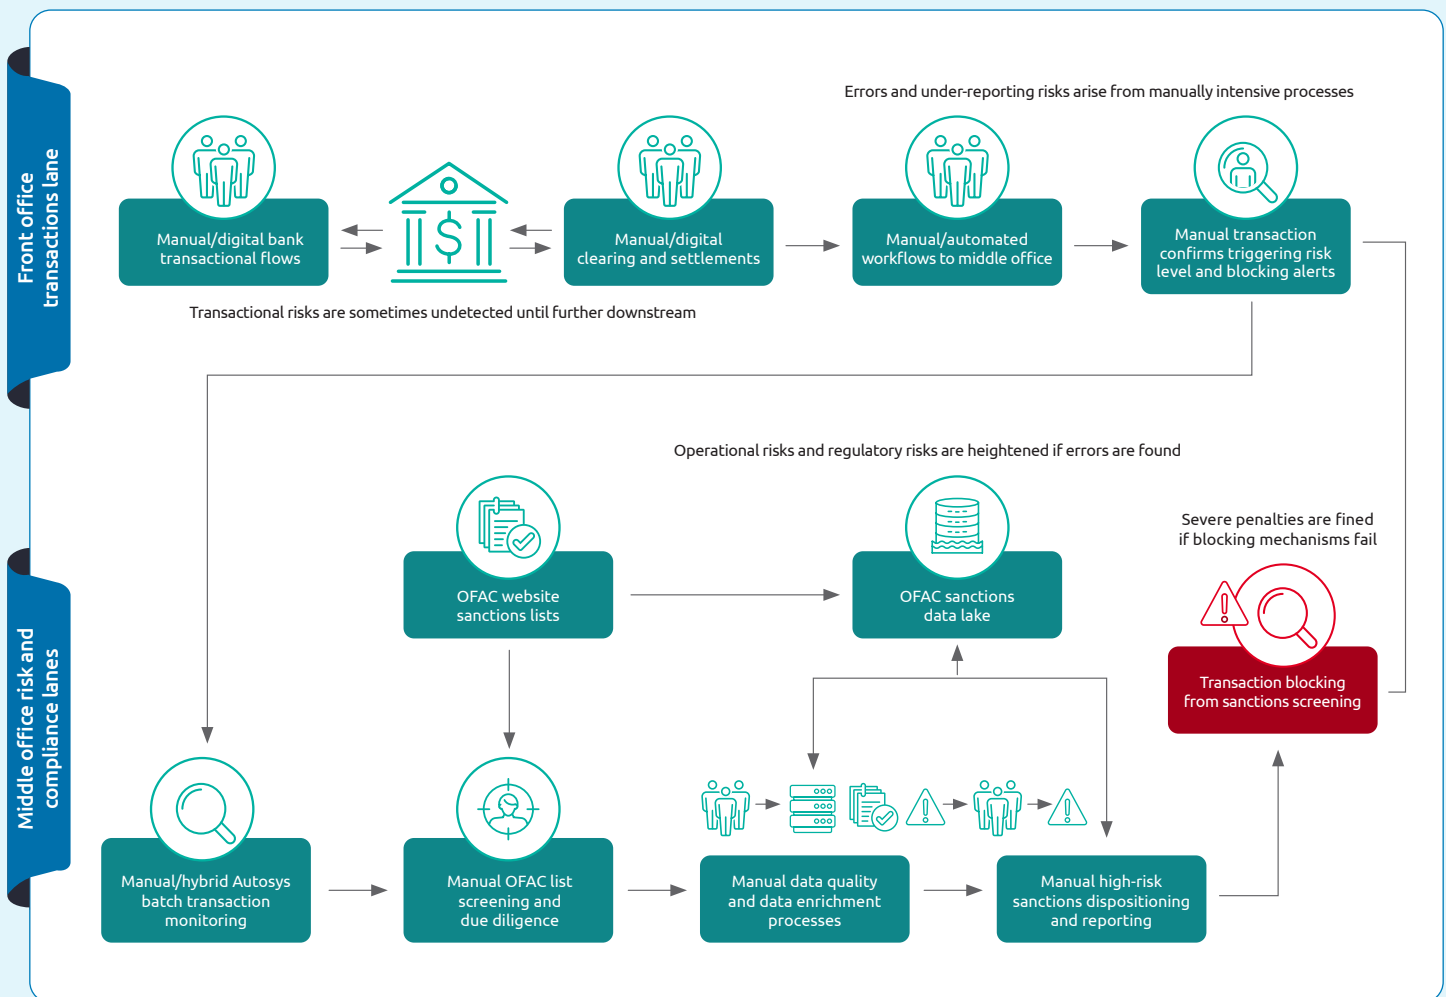 Front office
transactions lane
Errors and under-reporting risks arise from manually intensive processes
Manual/digital bank
transactional flows
$
Manual/digital
clearing and settlements
Manual/automated
workflows to middle office
Manual transaction
confirms triggering risk
level and blocking alerts
Transactional risks are sometimes undetected until further downstream
Middle office risk and
compliance lanes
Operational risks and regulatory risks are heightened if errors are found
OFAC website
sanctions lists
OFAC sanctions
data lake
Severe penalties are fined
if blocking mechanisms fail
Transaction blocking
from sanctions screening
Manual/hybrid Autosys
batch transaction
monitoring
Manual OFAC list
screening and
due diligence
Manual data quality
and data enrichment
processes
Manual high-risk
sanctions dispositioning
and reporting